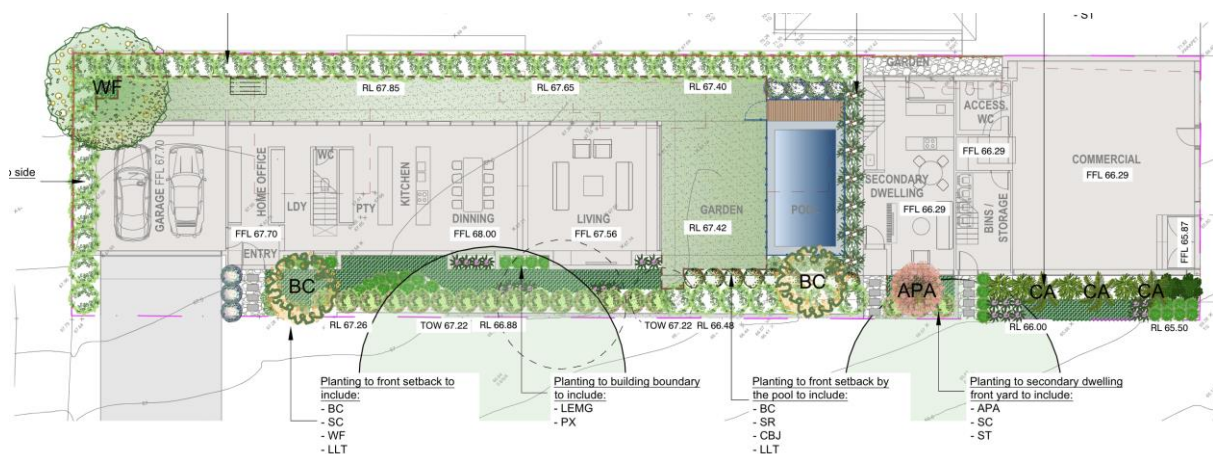 - ST
WF
GARDEN
RL 67.85
RL 67.65
RL 67.40
ACCESS.
WC
o side
GARAGE FFL 67.70
HOME OFFICE
WC
LDY
PTY
KITCHEN
DINNING
FFL 68.00
LIVING
FFL 67.56
GARDEN
RL 67.42
POOL
SECONDARY
DWELLING
FFL 66.29
FFL 66.29
BINS /
STORAGE
COMMERCIAL
FFL 66.29
FFL 65.87
FFL 67.70
ENTRY
BC
BC
APA
CA
CA
CA
RL 67.26
TOW 67.22
RL 66.88
TOW 67.22
RL 66.48
RL 66.00
RL 65.50
Planting to front setback to
include:
- BC
- SC
- WF
- LLT
Planting to building boundary
to include:
- LEMG
- PX
Planting to front setback by
the pool to include:
- BC
- SR
- CBJ
- LLT
Planting to secondary dwelling
front yard to include:
- APA
- SC
- ST